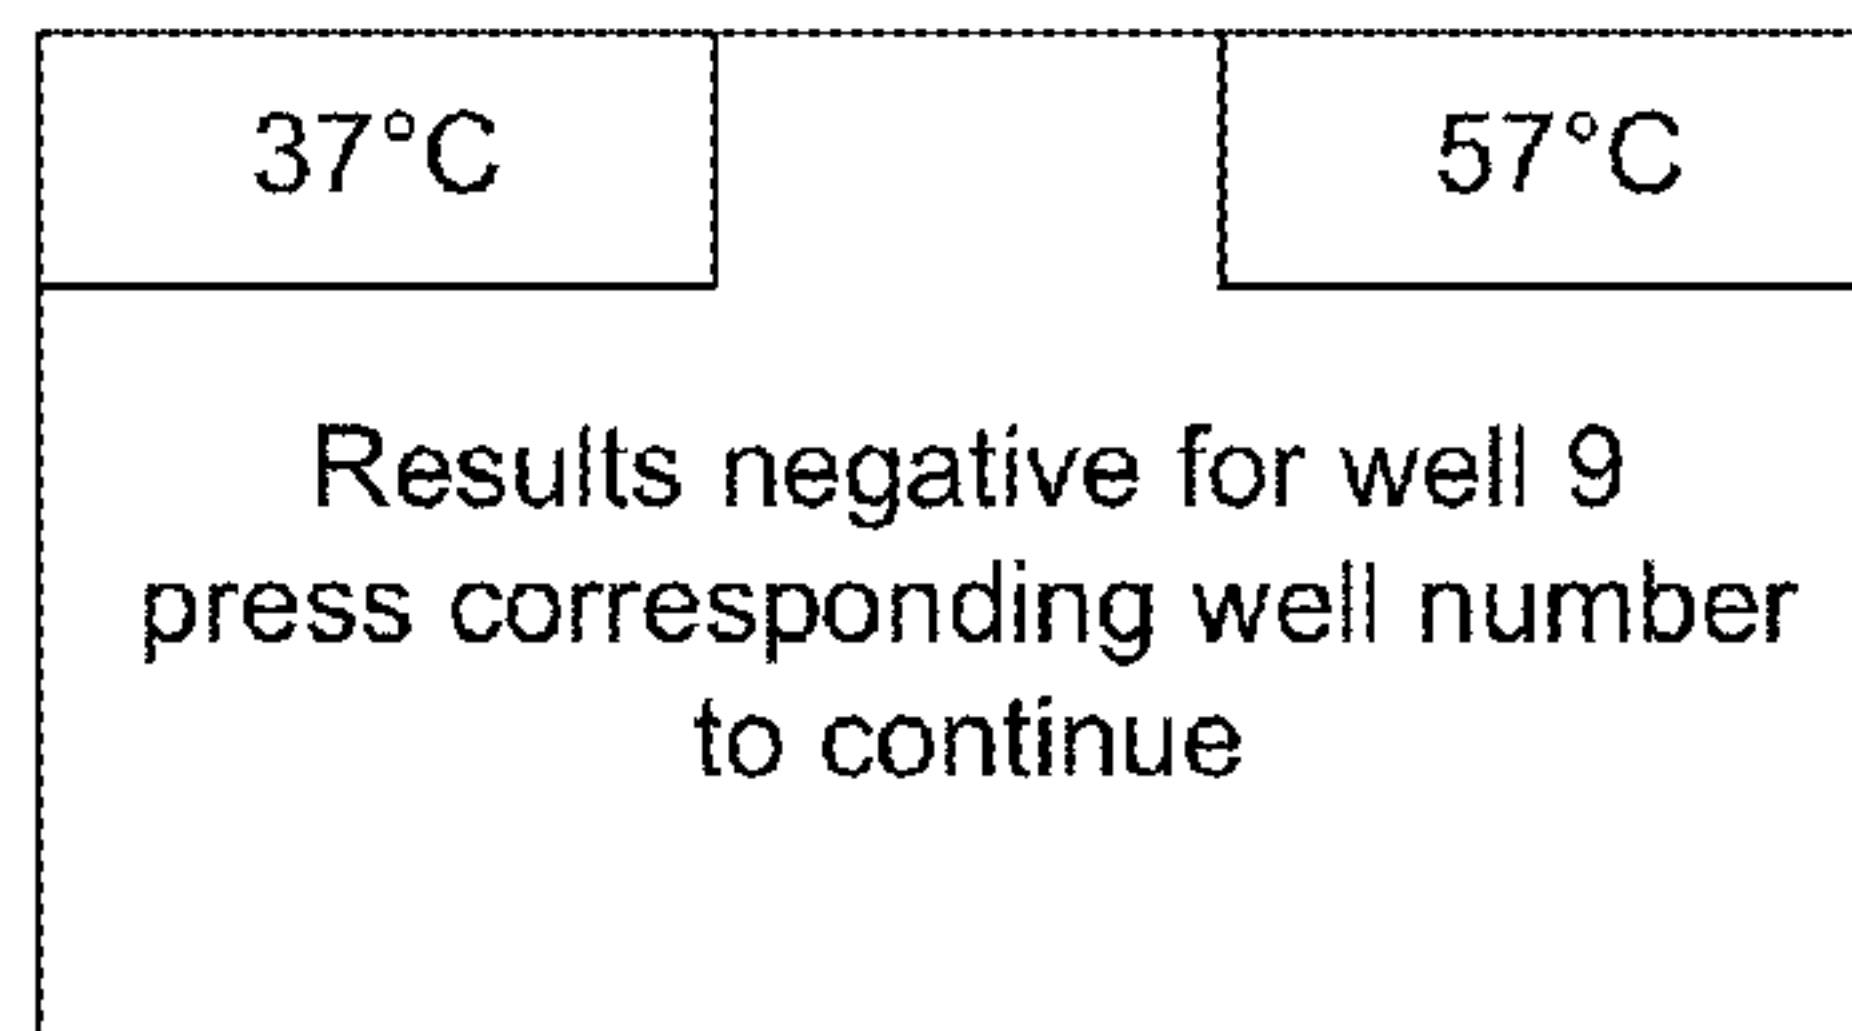 37°C 57°C
Results negative for well 9
press corresponding well number
to continue